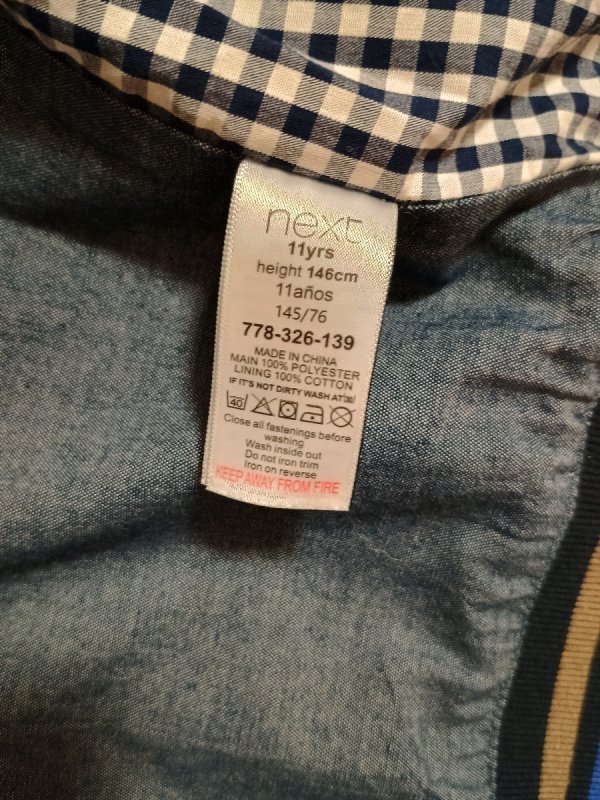 next
11yrs
height 146cm
11años
145/76
778-326-139
MADE IN CHINA
MAIN 100% POLYESTER
LINING 100% COTTON
IF IT'S NOT DIRTY WASH AT 30
40
Close all fastenings before
washing
Wash inside out
Do not iron trim
Iron on reverse
KEEP AWAY FROM FIRE